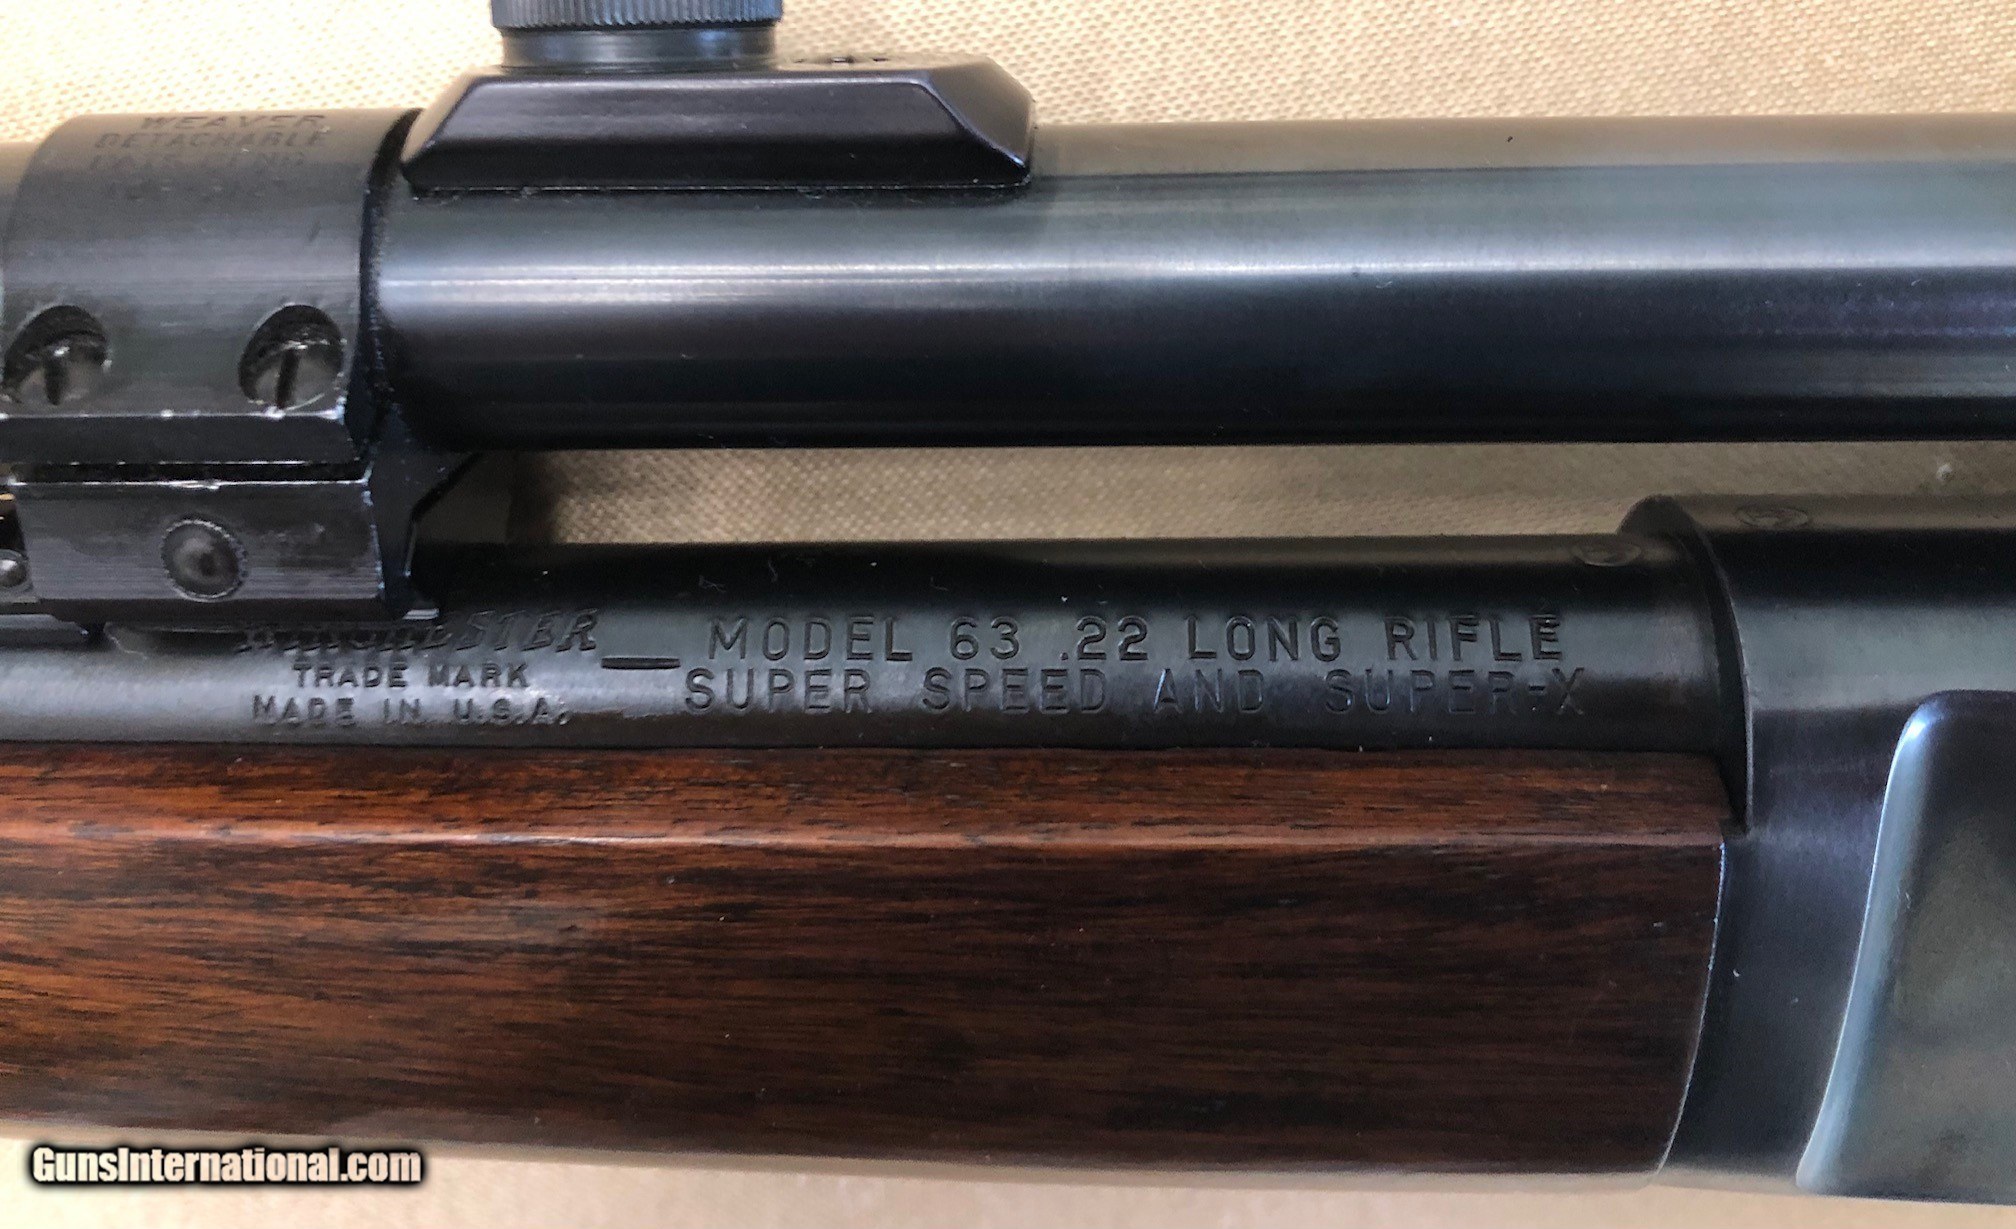 WEAVER
DETACHABLE
WINCHESTER
TRADE MARK
MADE IN U.S.A.
MODEL 63 .22 LONG RIFLE
SUPER SPEED AND SUPER-X
GunsInternational.com